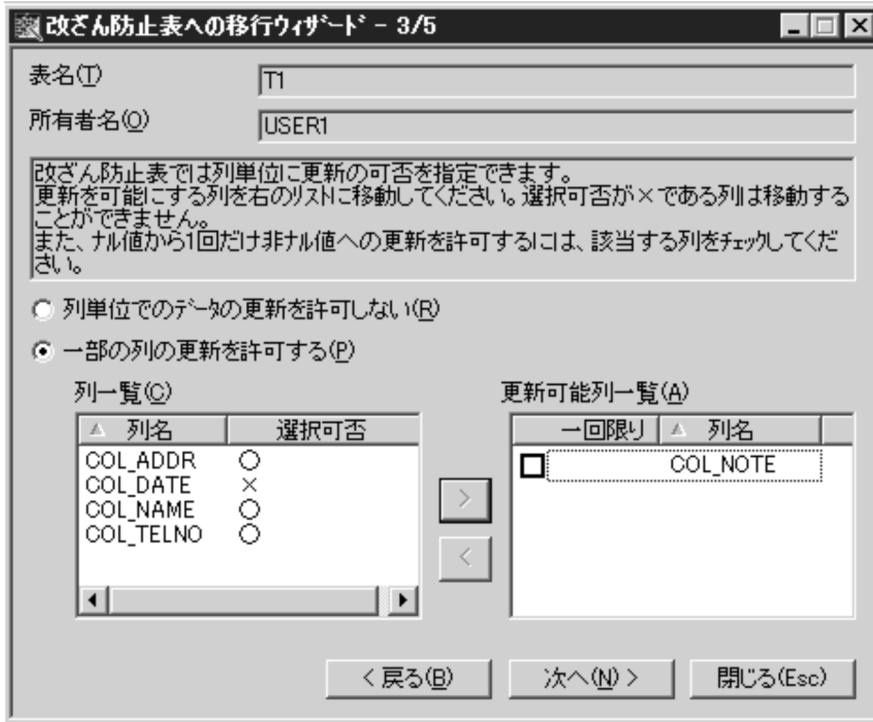 改ざん防止表への移行ウィザード - 3/5
表名(T)
T1
所有者名(O)
USER1
改ざん防止表では列単位に更新の可否を指定できます。
更新を可能にする列を右のリストに移動してください。選択可否が×である列は移動する
ことができません。
また、ナル値から1回だけ非ナル値への更新を許可するには、該当する列をチェックしてくだ
さい。
列単位でのデータの更新を許可しない(R)
一部の列の更新を許可する(P)
列一覧(C)
更新可能列一覧(A)
列名 選択可否
一回限り 列名
COL_ADDR ○
COL_DATE ×
COL_NAME ○
COL_TELNO ○
COL_NOTE
>
<
< 戻る(B)
次へ(N) >
閉じる(Esc)